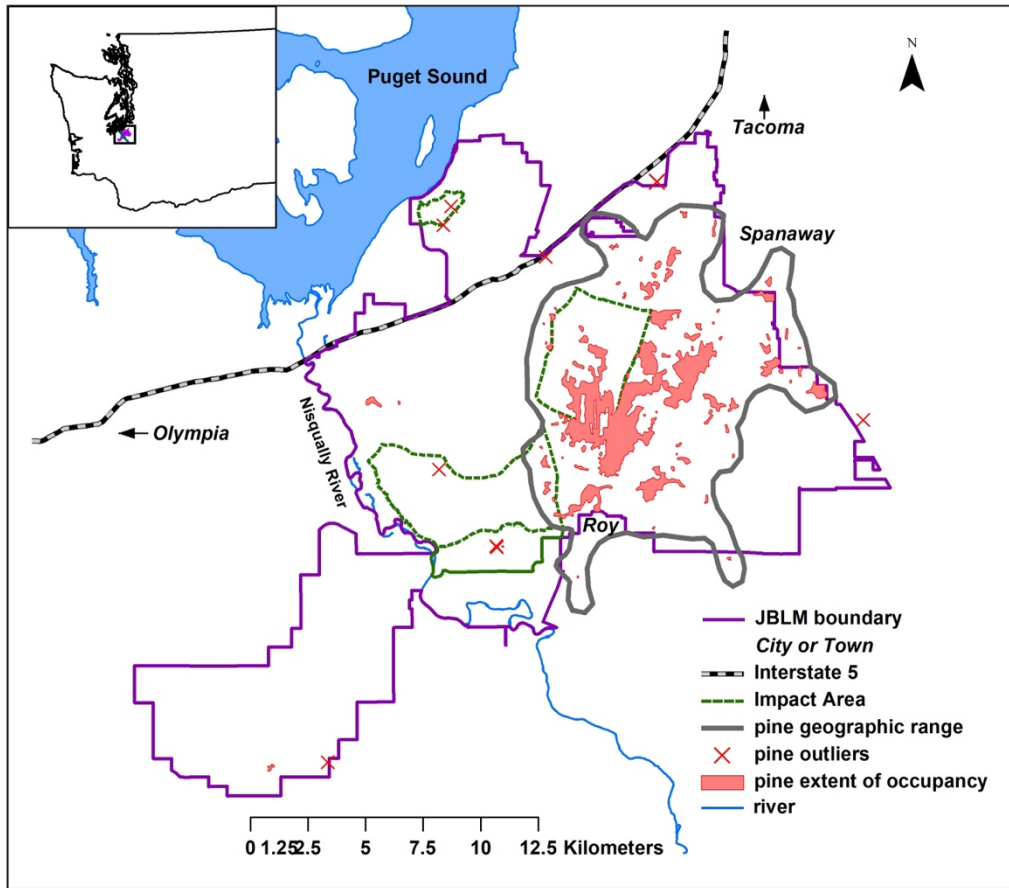 N
Puget Sound
Tacoma
Spanaway
Olympia
Nisqually River
Roy
JBLM boundary
City or Town
Interstate 5
Impact Area
pine geographic range
pine outliers
pine extent of occupancy
river
0 1.25 2.5 5 7.5 10 12.5 Kilometers